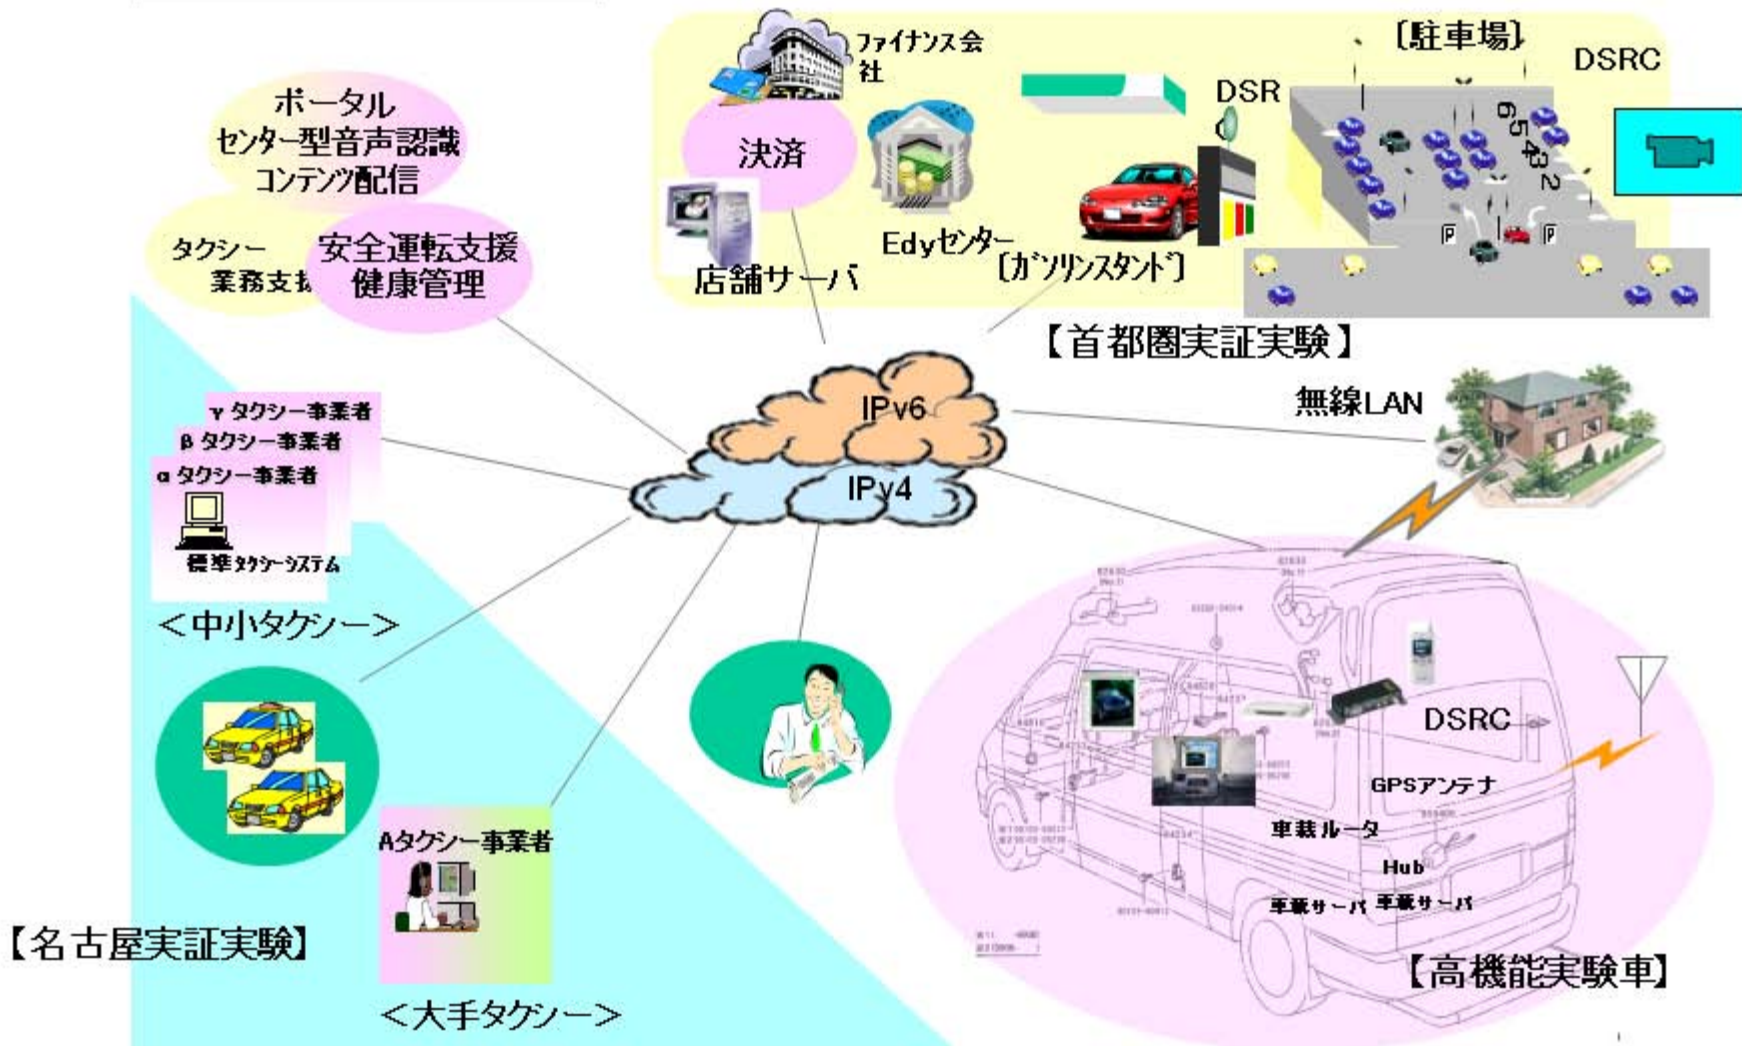 ファイナンス会
社
〔駐車場〕
DSRC
DSR
ポータル
センター型音声認識
コンテンツ配信
決済
6
5
4
3
2
タクシー
業務支援
安全運転支援
健康管理
Edyセンター
〔ガソリンスタンド〕
店舗サーバ
P
P
【首都圏実証実験】
無線LAN
IPv6
IPv4
γ タクシー事業者
β タクシー事業者
α タクシー事業者
標準タクシーシステム
＜中小タクシー＞
DSRC
GPSアンテナ
車載ルータ
Hub
車載サーバ
車載サーバ
Aタクシー事業者
【名古屋実証実験】
＜大手タクシー＞
【高機能実験車】